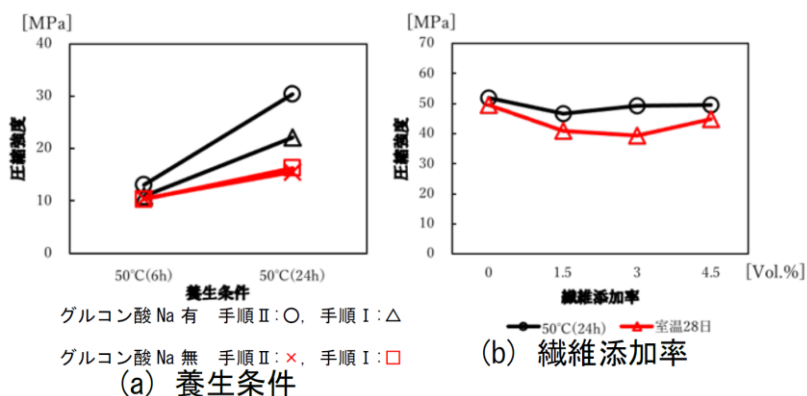 [MPa]
40
30
20
10
0
圧縮強度
50℃(6h)
50℃(24h)
養生条件
グルコン酸 Na 有 手順Ⅱ:○, 手順Ⅰ:△
グルコン酸 Na 無 手順Ⅱ:×, 手順Ⅰ:□
(a) 養生条件
[MPa]
70
60
50
40
30
20
10
0
圧縮強度
0
1.5
3
4.5
[Vol.%]
繊維添加率
50℃(24h)
室温28日
(b) 繊維添加率